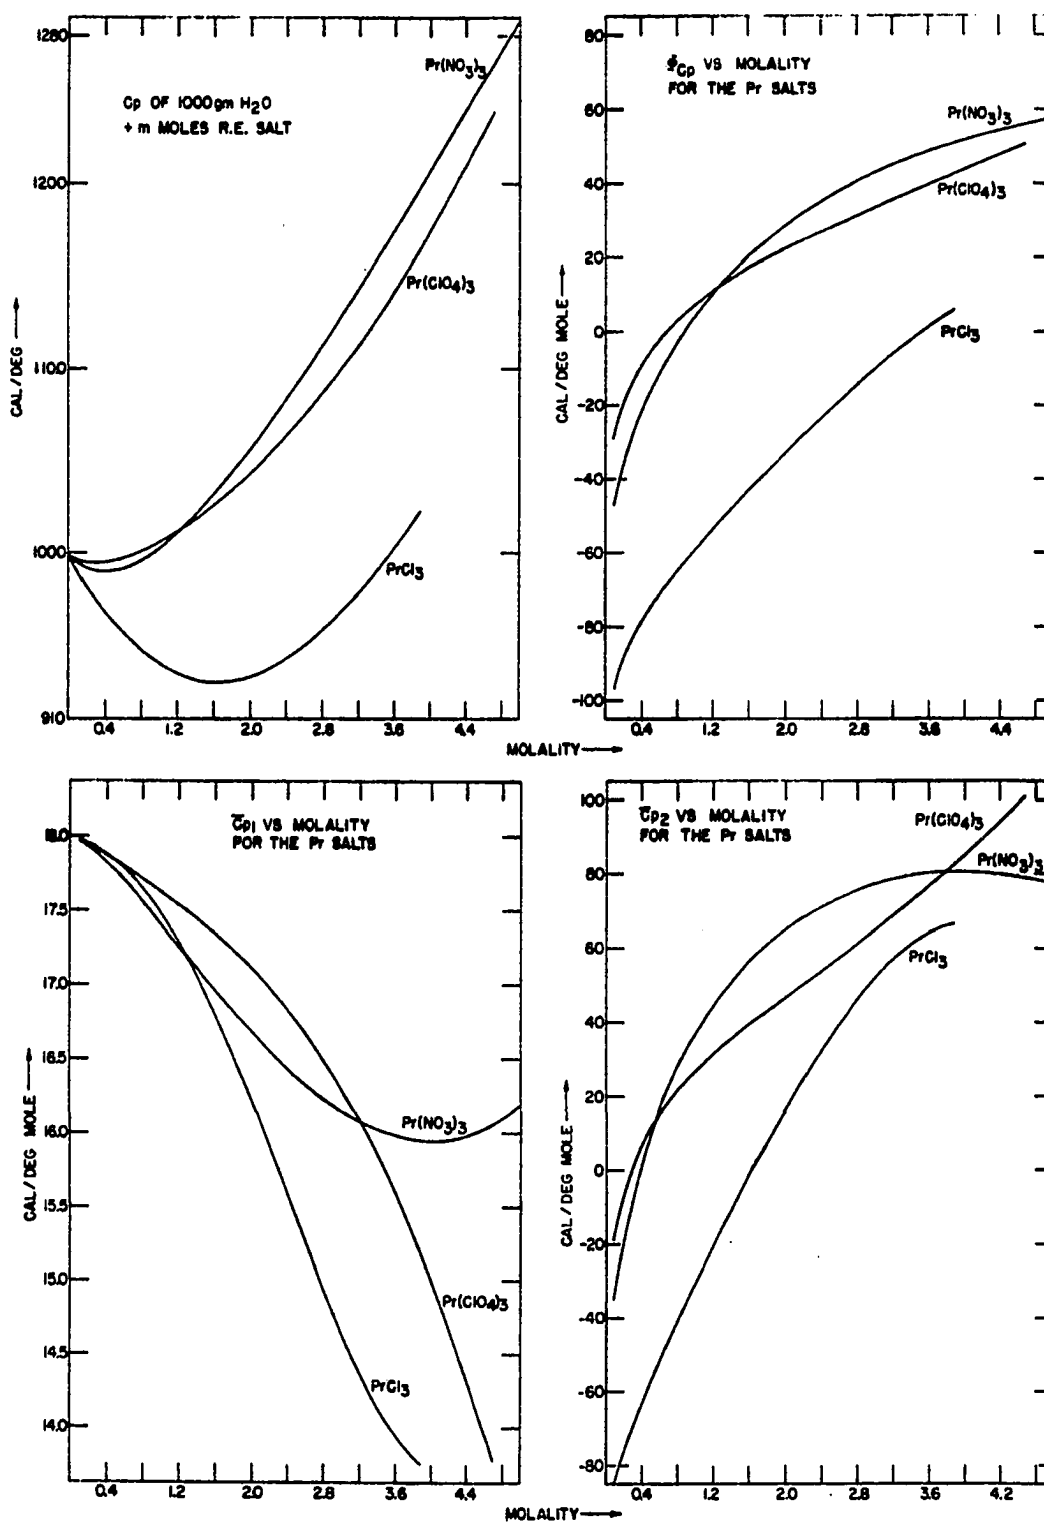 1280
1200
1100
1000
910
CAL/DEG
Cp OF 1000gm H2O
+ m MOLES R.E. SALT
Pr(NO3)3
Pr(ClO4)3
PrCl3
0.4 1.2 2.0 2.8 3.6 4.4
80
60
40
20
0
-20
-40
-60
-80
-100
CAL/DEG MOLE
ΦCp VS MOLALITY
FOR THE Pr SALTS
Pr(NO3)3
Pr(ClO4)3
PrCl3
0.4 1.2 2.0 2.8 3.6 4.4
MOLALITY
18.0
17.5
17.0
16.5
16.0
15.5
15.0
14.5
14.0
CAL/DEG MOLE
C̅p1 VS MOLALITY
FOR THE Pr SALTS
Pr(NO3)3
Pr(ClO4)3
PrCl3
0.4 1.2 2.0 2.8 3.6 4.4
100
80
60
40
20
0
-20
-40
-60
-80
CAL/DEG MOLE
C̅p2 VS MOLALITY
FOR THE Pr SALTS
Pr(ClO4)3
Pr(NO3)3
PrCl3
0.4 1.2 2.0 2.8 3.6 4.2
MOLALITY